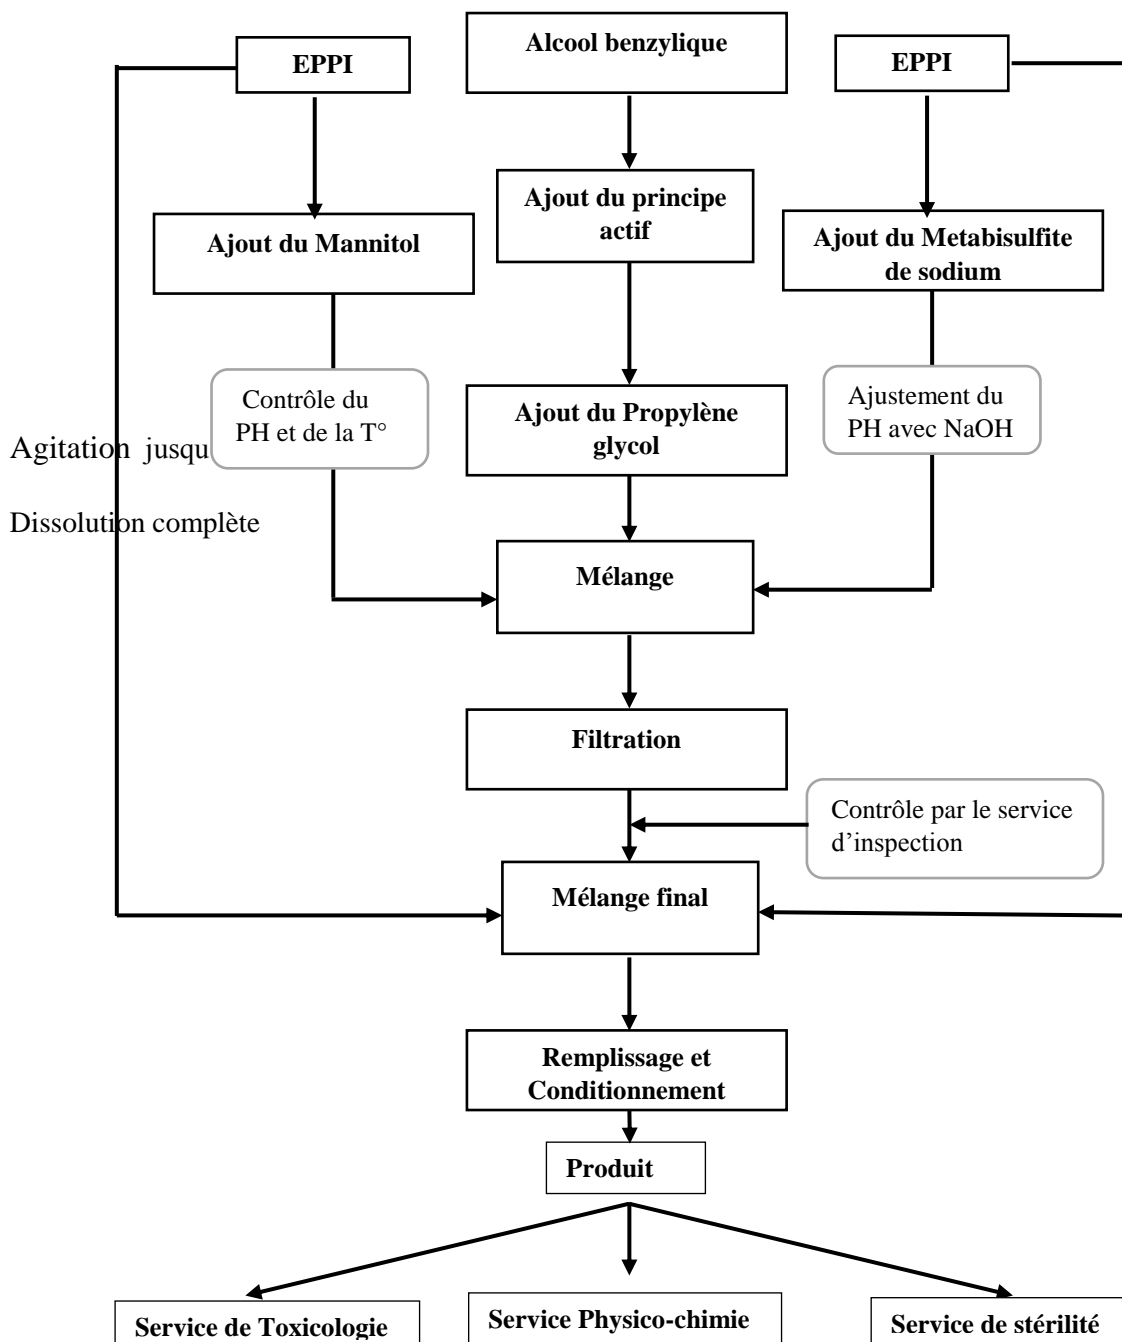 EPPI
Alcool benzylique
EPPI
Ajout du Mannitol
Ajout du principe
actif
Ajout du Metabisulfite
de sodium
Contrôle du
PH et de la T°
Ajout du Propylène
glycol
Ajustement du
PH avec NaOH
Agitation jusqu
Dissolution complète
Mélange
Filtration
Contrôle par le service
d’inspection
Mélange final
Remplissage et
Conditionnement
Produit
Service de Toxicologie
Service Physico-chimie
Service de stérilité